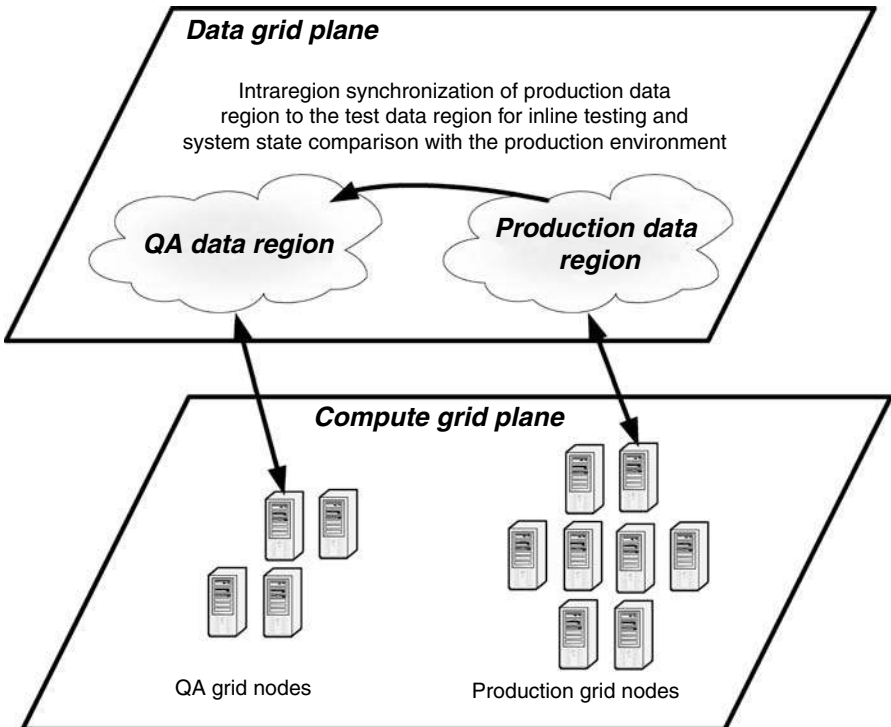 Data grid plane
Intraregion synchronization of production data
region to the test data region for inline testing and
system state comparison with the production environment
QA data region
Production data
region
Compute grid plane
QA grid nodes
Production grid nodes